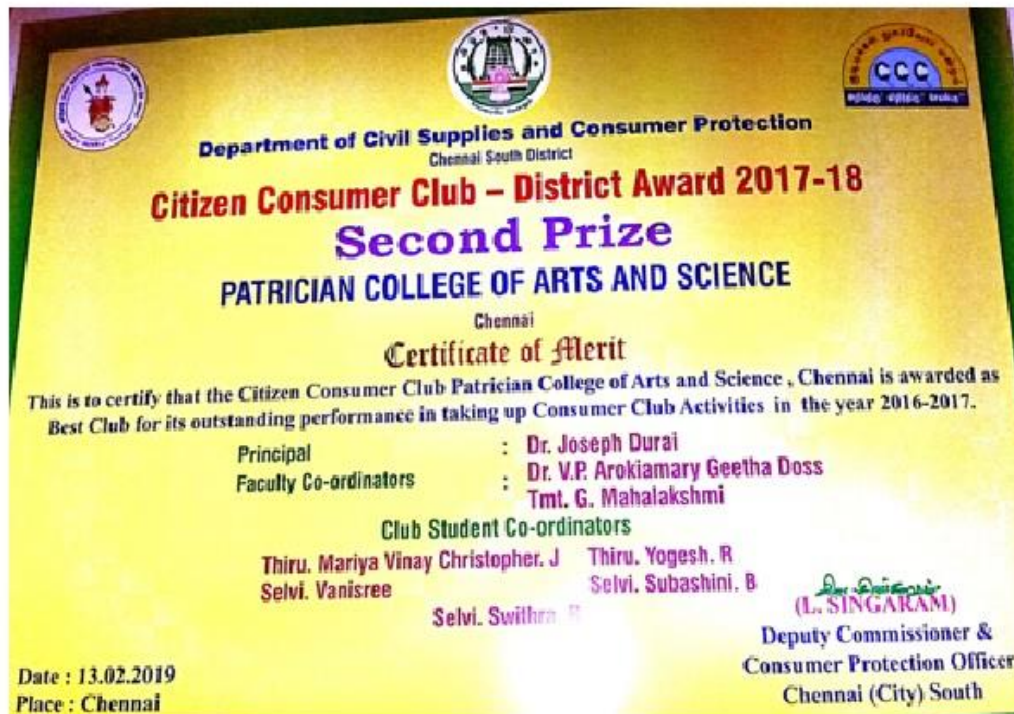 CCC
Department of Civil Supplies and Consumer Protection
Chennai South District
Citizen Consumer Club – District Award 2017-18
Second Prize
PATRICIAN COLLEGE OF ARTS AND SCIENCE
Chennai
Certificate of Merit
This is to certify that the Citizen Consumer Club Patrician College of Arts and Science , Chennai is awarded as
Best Club for its outstanding performance in taking up Consumer Club Activities in the year 2016-2017.
Principal : Dr. Joseph Durai
Faculty Co-ordinators : Dr. V.P. Arokiamary Geetha Doss
Tmt. G. Mahalakshmi
Club Student Co-ordinators
Thiru. Mariya Vinay Christopher. J Thiru. Yogesh. R
Selvi. Vanisree Selvi. Subashini. B
Selvi. Swithra
(L. SINGARAM)
Deputy Commissioner &
Consumer Protection Officer
Chennai (City) South
Date : 13.02.2019
Place : Chennai